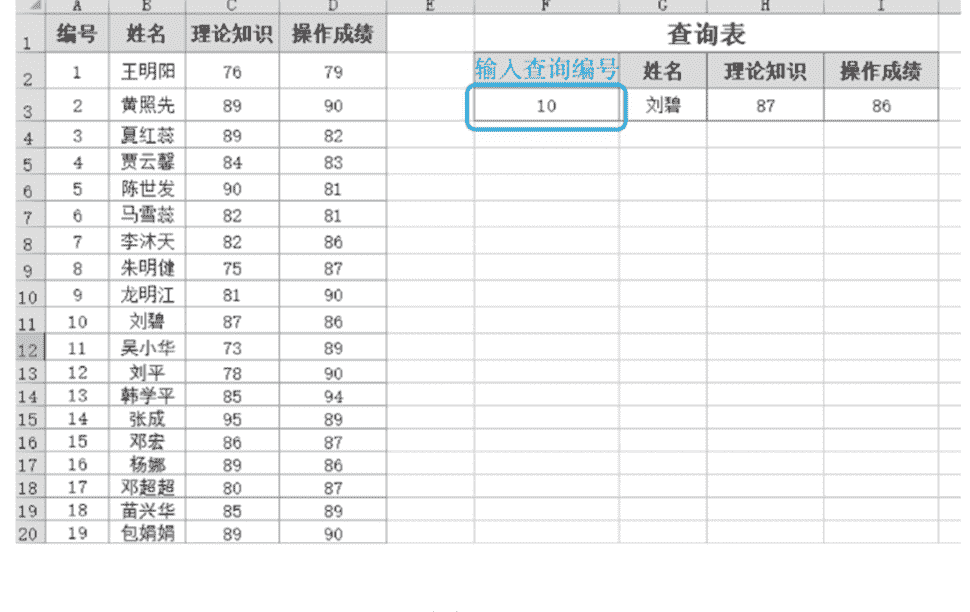 A B C D E F G H I
1 编号 姓名 理论知识 操作成绩 查询表
2 1 王明阳 76 79 输入查询编号 姓名 理论知识 操作成绩
3 2 黄照先 89 90 10 刘碧 87 86
4 3 夏红蕊 89 82
5 4 贾云馨 84 83
6 5 陈世发 90 81
7 6 马雪蕊 82 81
8 7 李沐天 82 86
9 8 朱明健 75 87
10 9 龙明江 81 90
11 10 刘碧 87 86
12 11 吴小华 73 89
13 12 刘平 78 90
14 13 韩学平 85 94
15 14 张成 95 89
16 15 邓宏 86 87
17 16 杨娜 89 86
18 17 邓超超 80 87
19 18 苗兴华 85 89
20 19 包娟娟 89 90